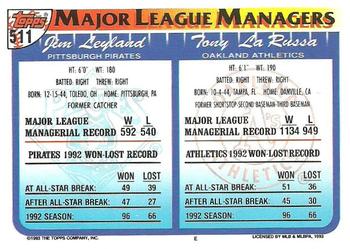 Topps
511
MAJOR LEAGUE MANAGERS
Jim Leyland
PITTSBURGH PIRATES
HT: 6'0" WT: 180
BATTED: RIGHT THREW: RIGHT
BORN: 12-15-44, TOLEDO, OH HOME: PITTSBURGH, PA
FORMER CATCHER
MAJOR LEAGUE W L
MANAGERIAL RECORD 592 540
PIRATES 1992 WON-LOST RECORD
WON LOST
AT ALL-STAR BREAK: 49 39
AFTER ALL-STAR BREAK: 47 27
1992 SEASON: 96 66
Tony La Russa
OAKLAND ATHLETICS
HT: 6'1" WT: 190
BATTED: RIGHT THREW: RIGHT
BORN: 10-4-44, TAMPA, FL HOME: DANVILLE, CA
FORMER SHORTSTOP-SECOND BASEMAN-THIRD BASEMAN
MAJOR LEAGUE W L
MANAGERIAL RECORD 1134 949
ATHLETICS 1992 WON-LOST RECORD
WON LOST
AT ALL-STAR BREAK: 51 36
AFTER ALL-STAR BREAK: 45 30
1992 SEASON: 96 66
©1993 THE TOPPS COMPANY, INC.
E
LICENSED BY MLB & MLBPA, 1993